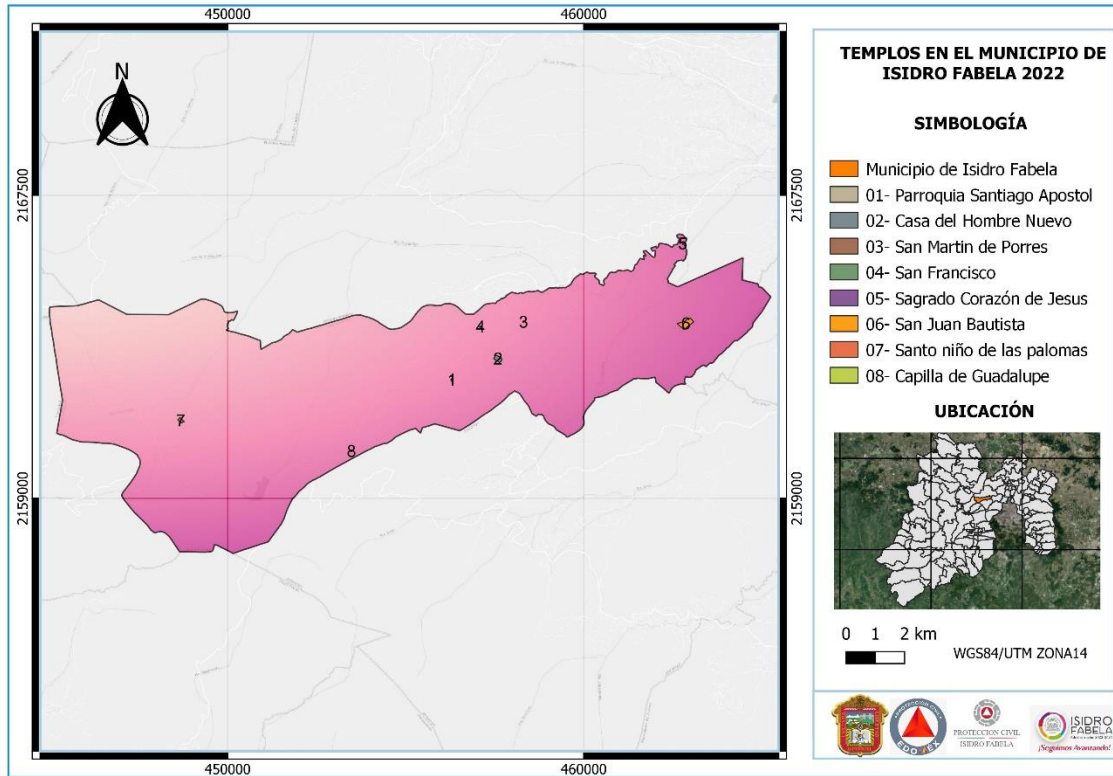 450000
460000
N
2167500
2167500
5
4
3
6
2
1
7
8
2159000
2159000
450000
460000
TEMPLOS EN EL MUNICIPIO DE
ISIDRO FABELA 2022
SIMBOLOGÍA
Municipio de Isidro Fabela
01- Parroquia Santiago Apostol
02- Casa del Hombre Nuevo
03- San Martin de Porres
04- San Francisco
05- Sagrado Corazón de Jesus
06- San Juan Bautista
07- Santo niño de las palomas
08- Capilla de Guadalupe
UBICACIÓN
0 1 2 km
WGS84/UTM ZONA14
PROTECCIÓN CIVIL
EDOMEX
PROTECCION CIVIL
ISIDRO FABELA
ISIDRO
FABELA
¡Seguimos Avanzando!